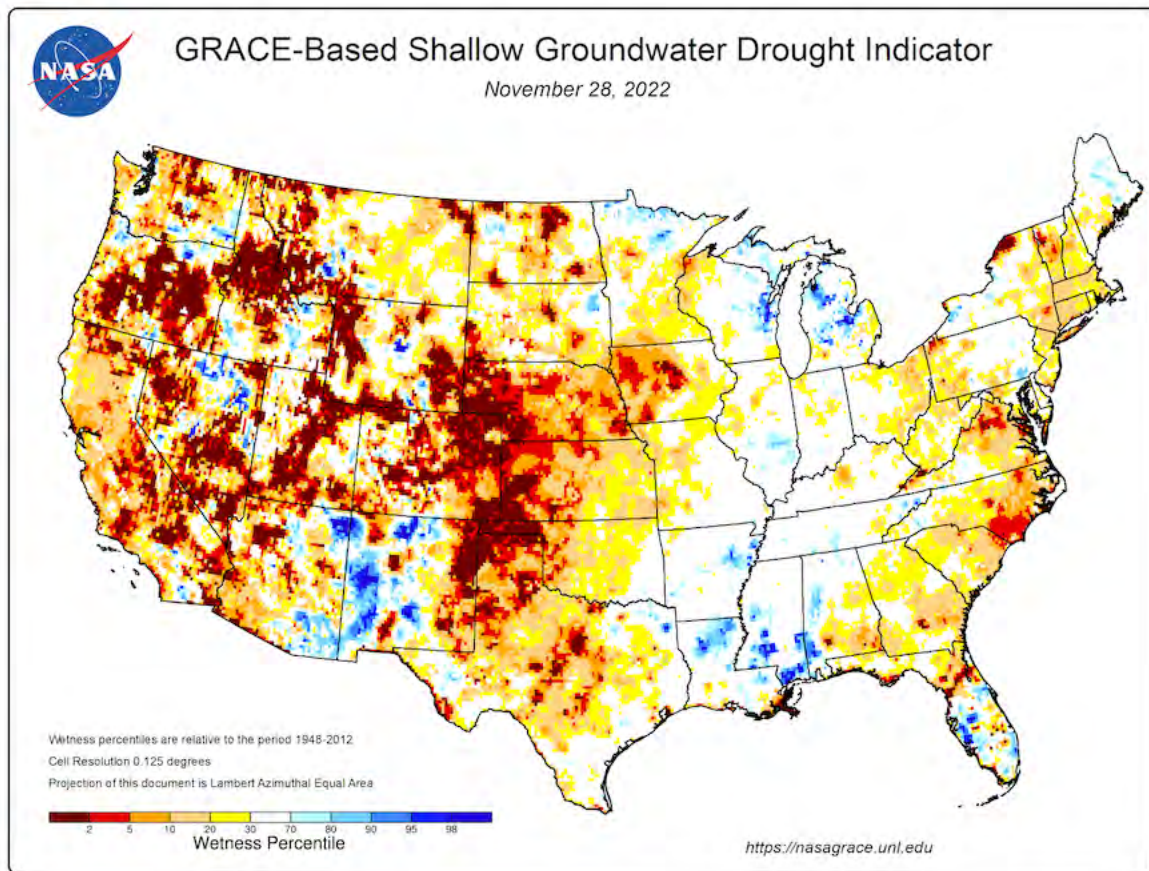 NASA
GRACE-Based Shallow Groundwater Drought Indicator
November 28, 2022
Wetness percentiles are relative to the period 1948-2012
Cell Resolution 0.125 degrees
Projection of this document is Lambert Azimuthal Equal Area
2 5 10 20 30 70 80 90 95 98
Wetness Percentile
https://nasagrace.unl.edu